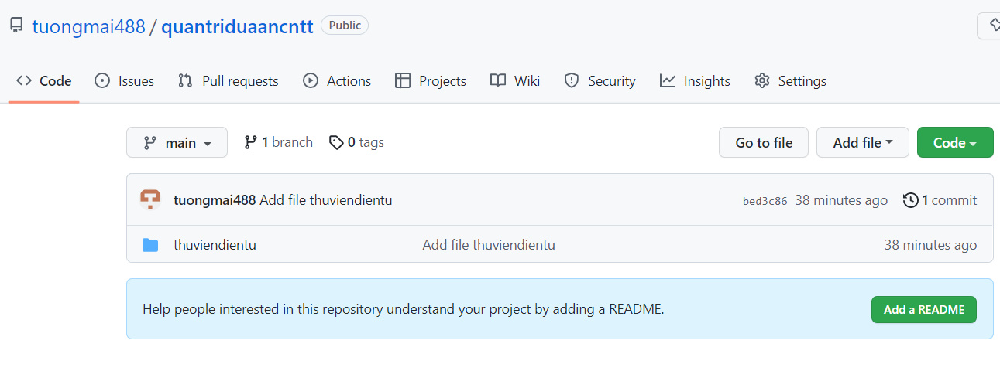 tuongmai488 / quantriduaancntt Public
Code Issues Pull requests Actions Projects Wiki Security Insights Settings
main 1 branch 0 tags Go to file Add file Code
tuongmai488 Add file thuviendientu bed3c86 38 minutes ago 1 commit
thuviendientu Add file thuviendientu 38 minutes ago
Help people interested in this repository understand your project by adding a README. Add a README